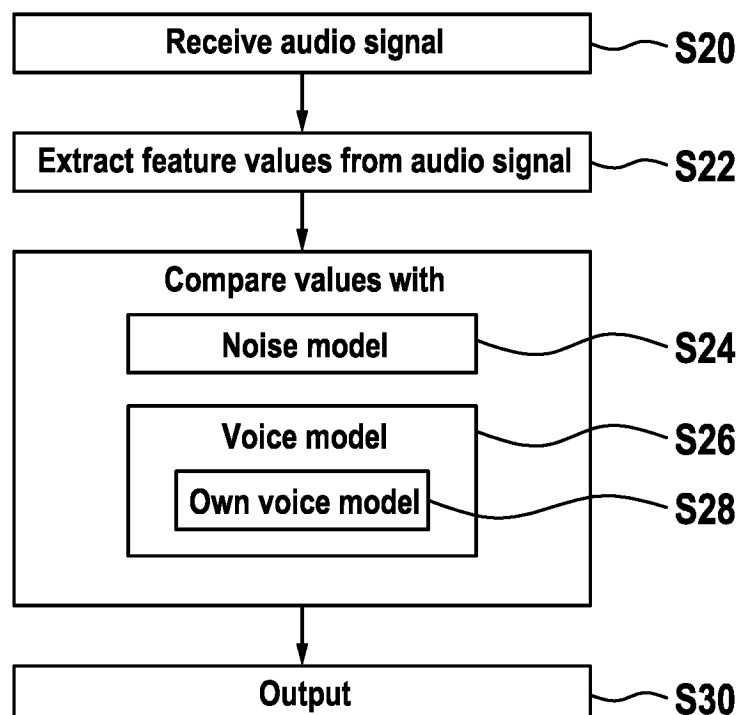 Receive audio signal S20
Extract feature values from audio signal S22
Compare values with
Noise model S24
Voice model S26
Own voice model S28
Output S30